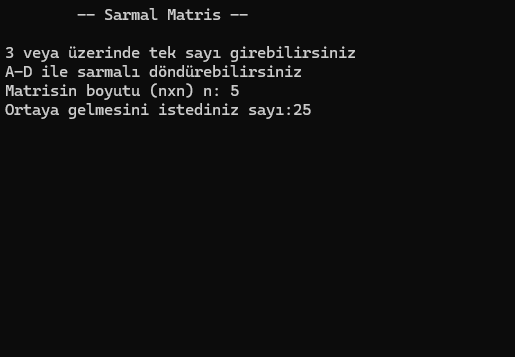 -- Sarmal Matris --
3 veya üzerinde tek sayı girebilirsiniz
A-D ile sarmalı döndürebilirsiniz
Matrisin boyutu (nxn) n: 5
Ortaya gelmesini istediniz sayı:25